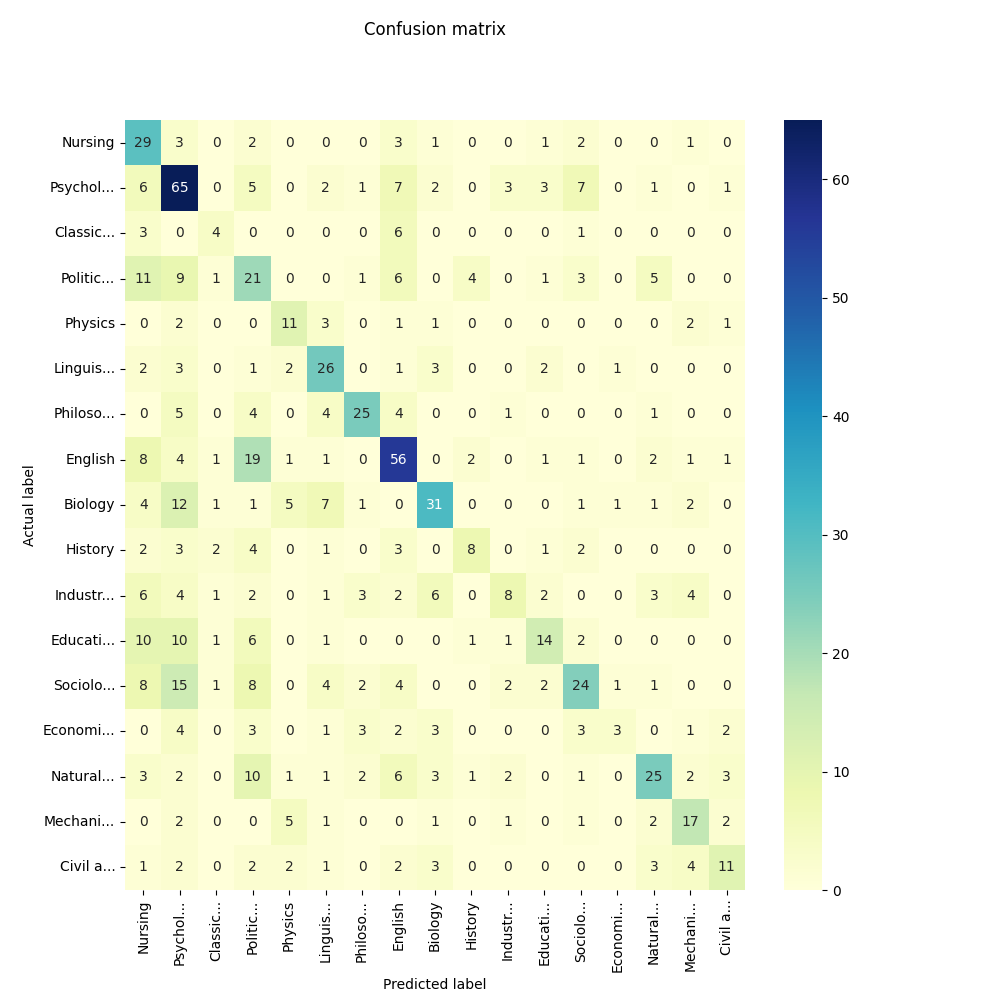 Confusion matrix
Nursing 29 3 0 2 0 0 0 3 1 0 0 1 2 0 0 1 0
Psychol... 6 65 0 5 0 2 1 7 2 0 3 3 7 0 1 0 1
Classic... 3 0 4 0 0 0 0 6 0 0 0 0 1 0 0 0 0
Politic... 11 9 1 21 0 0 1 6 0 4 0 1 3 0 5 0 0
Physics 0 2 0 0 11 3 0 1 1 0 0 0 0 0 0 2 1
Linguis... 2 3 0 1 2 26 0 1 3 0 0 2 0 1 0 0 0
Philoso... 0 5 0 4 0 4 25 4 0 0 1 0 0 0 1 0 0
English 8 4 1 19 1 1 0 56 0 2 0 1 1 0 2 1 1
Biology 4 12 1 1 5 7 1 0 31 0 0 0 1 1 1 2 0
History 2 3 2 4 0 1 0 3 0 8 0 1 2 0 0 0 0
Industr... 6 4 1 2 0 1 3 2 6 0 8 2 0 0 3 4 0
Educati... 10 10 1 6 0 1 0 0 0 1 1 14 2 0 0 0 0
Sociolo... 8 15 1 8 0 4 2 4 0 0 2 2 24 1 1 0 0
Economi... 0 4 0 3 0 1 3 2 3 0 0 0 3 3 0 1 2
Natural... 3 2 0 10 1 1 2 6 3 1 2 0 1 0 25 2 3
Mechani... 0 2 0 0 5 1 0 0 1 0 1 0 1 0 2 17 2
Civil a... 1 2 0 2 2 1 0 2 3 0 0 0 0 0 3 4 11
Nursing Psychol... Classic... Politic... Physics Linguis... Philoso... English Biology History Industr... Educati... Sociolo... Economi... Natural... Mechani... Civil a...
Predicted label
Actual label
60
50
40
30
20
10
0